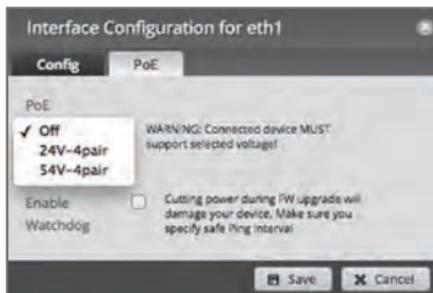 Interface Configuration for eth1
Config
PoE
PoE
✓ Off
24V-4pair
54V-4pair
WARNING: Connected device MUST
support selected voltage!
Enable
Watchdog
Cutting power during FW upgrade will
damage your device. Make sure you
specify safe Ping Interval
Save
Cancel